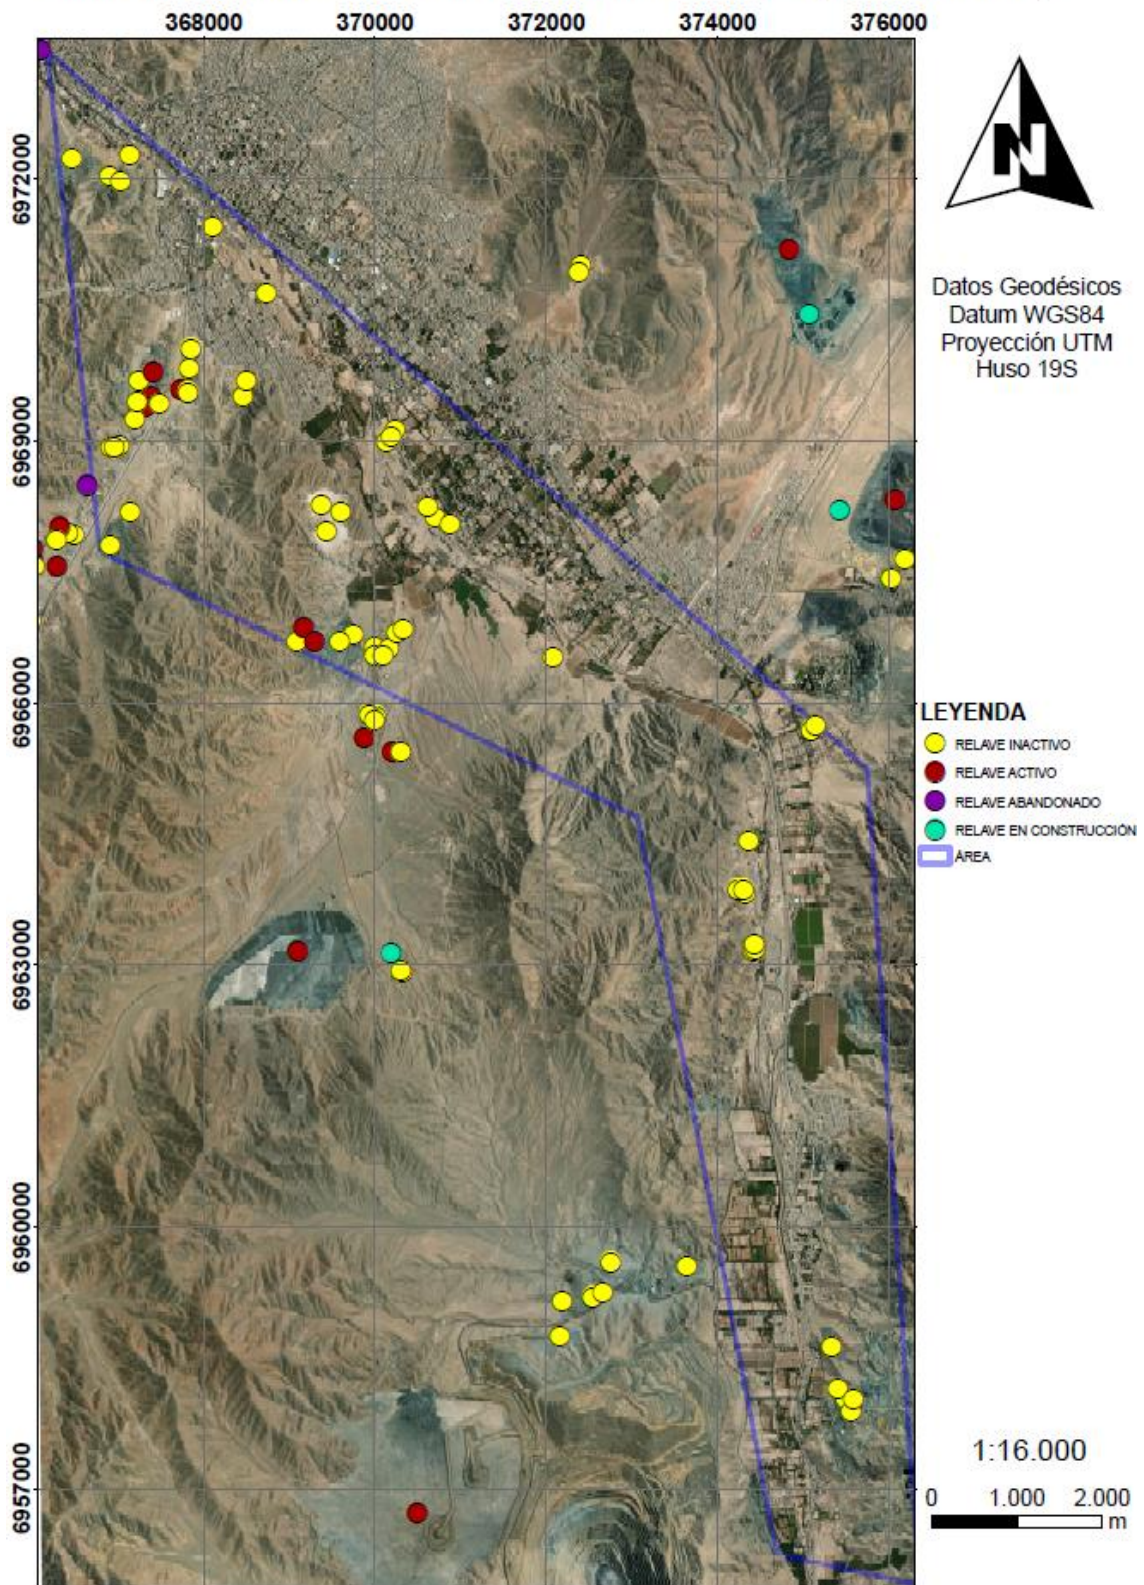 368000 370000 372000 374000 376000
6972000
6969000
6966000
6963000
6960000
6957000
N
Datos Geodésicos
Datum WGS84
Proyección UTM
Huso 19S
LEYENDA
RELAVE INACTIVO
RELAVE ACTIVO
RELAVE ABANDONADO
RELAVE EN CONSTRUCCIÓN
ÁREA
1:16.000
0 1.000 2.000
m